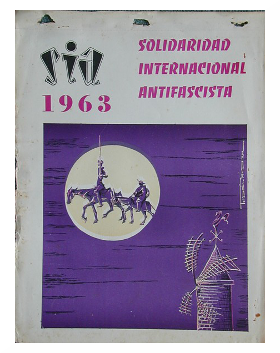 sia
1963
SOLIDARIDAD
INTERNACIONAL
ANTIFASCISTA